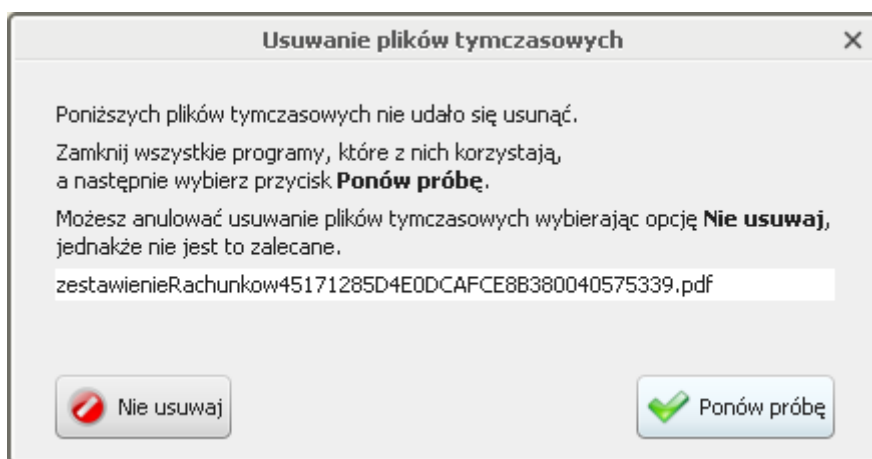 Usuwanie plików tymczasowych
Poniższych plików tymczasowych nie udało się usunąć.
Zamknij wszystkie programy, które z nich korzystają,
a następnie wybierz przycisk Ponów próbę.
Możesz anulować usuwanie plików tymczasowych wybierając opcję Nie usuwaj,
jednakże nie jest to zalecane.
zestawienieRachunkow45171285D4E0DCAFCE8B380040575339.pdf
Nie usuwaj
Ponów próbę